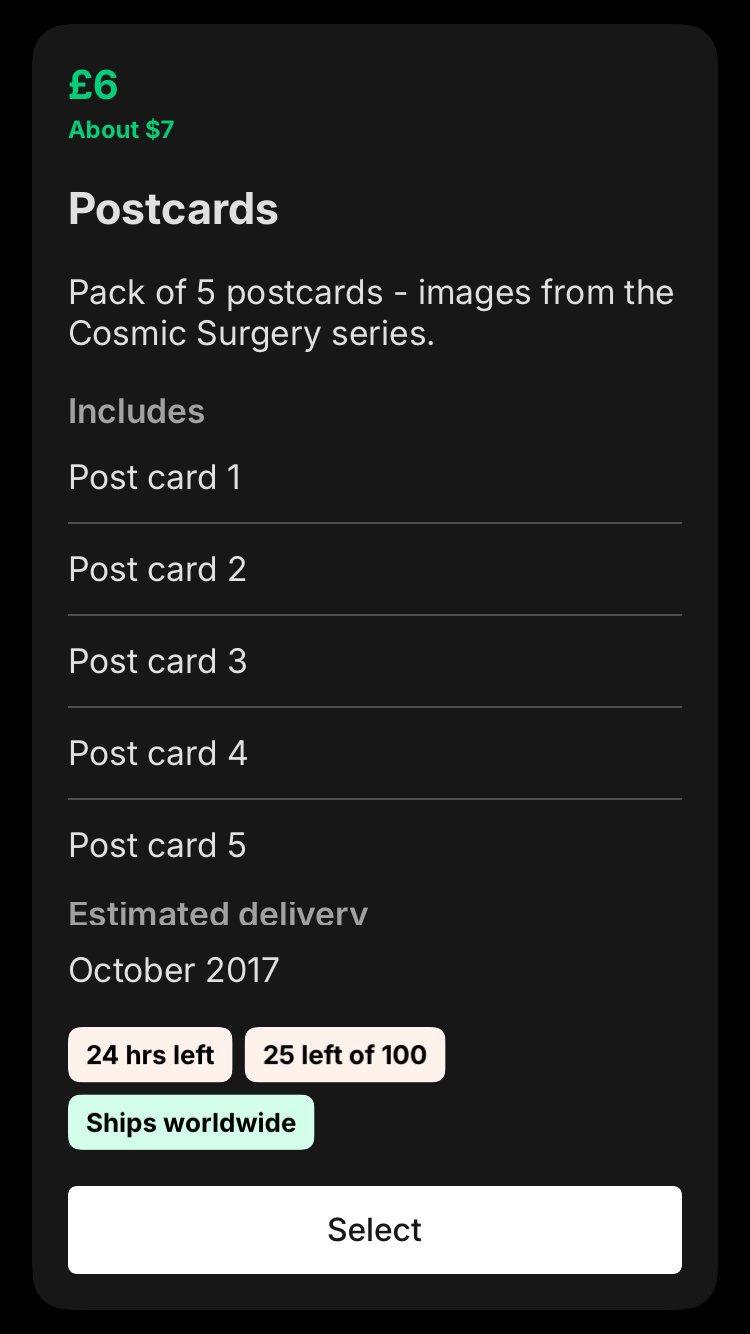 £6
About $7
Postcards
Pack of 5 postcards - images from the
Cosmic Surgery series.
Includes
Post card 1
Post card 2
Post card 3
Post card 4
Post card 5
Estimated delivery
October 2017
24 hrs left
25 left of 100
Ships worldwide
Select